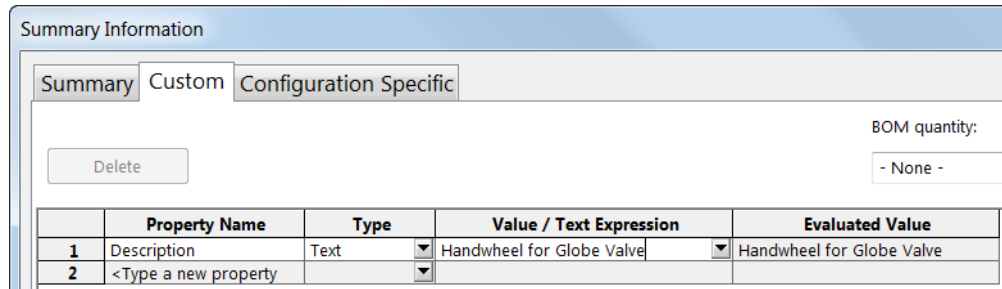 Summary Information
Summary Custom Configuration Specific
BOM quantity:
Delete - None -
Property Name Type Value / Text Expression Evaluated Value
1 Description Text Handwheel for Globe Valve Handwheel for Globe Valve
2 <Type a new property